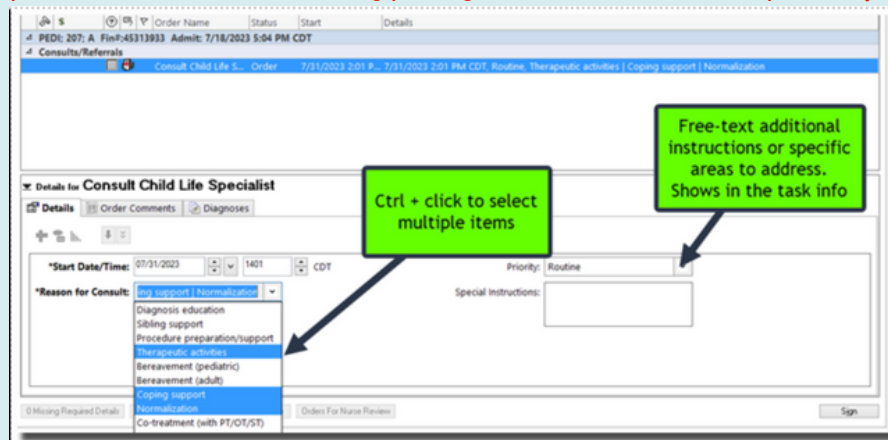 $ Order Name Status Start Details
PEDI; 207; A Fin#:45313933 Admit: 7/18/2023 5:04 PM CDT
Consults/Referrals
Consult Child Life S... Order 7/31/2023 2:01 P... 7/31/2023 2:01 PM CDT, Routine, Therapeutic activities | Coping support | Normalization
Free-text additional
instructions or specific
areas to address.
Shows in the task info
Details for Consult Child Life Specialist
Ctrl + click to select
multiple items
Details Order Comments Diagnoses
*Start Date/Time: 07/31/2023 1401 CDT Priority: Routine
*Reason for Consult: ing support | Normalization Special Instructions:
Diagnosis education
Sibling support
Procedure preparation/support
Therapeutic activities
Bereavement (pediatric)
Bereavement (adult)
Coping support
Normalization
Co-treatment (with PT/OT/ST)
0 Missing Required Details Orders For Nurse Review Sign